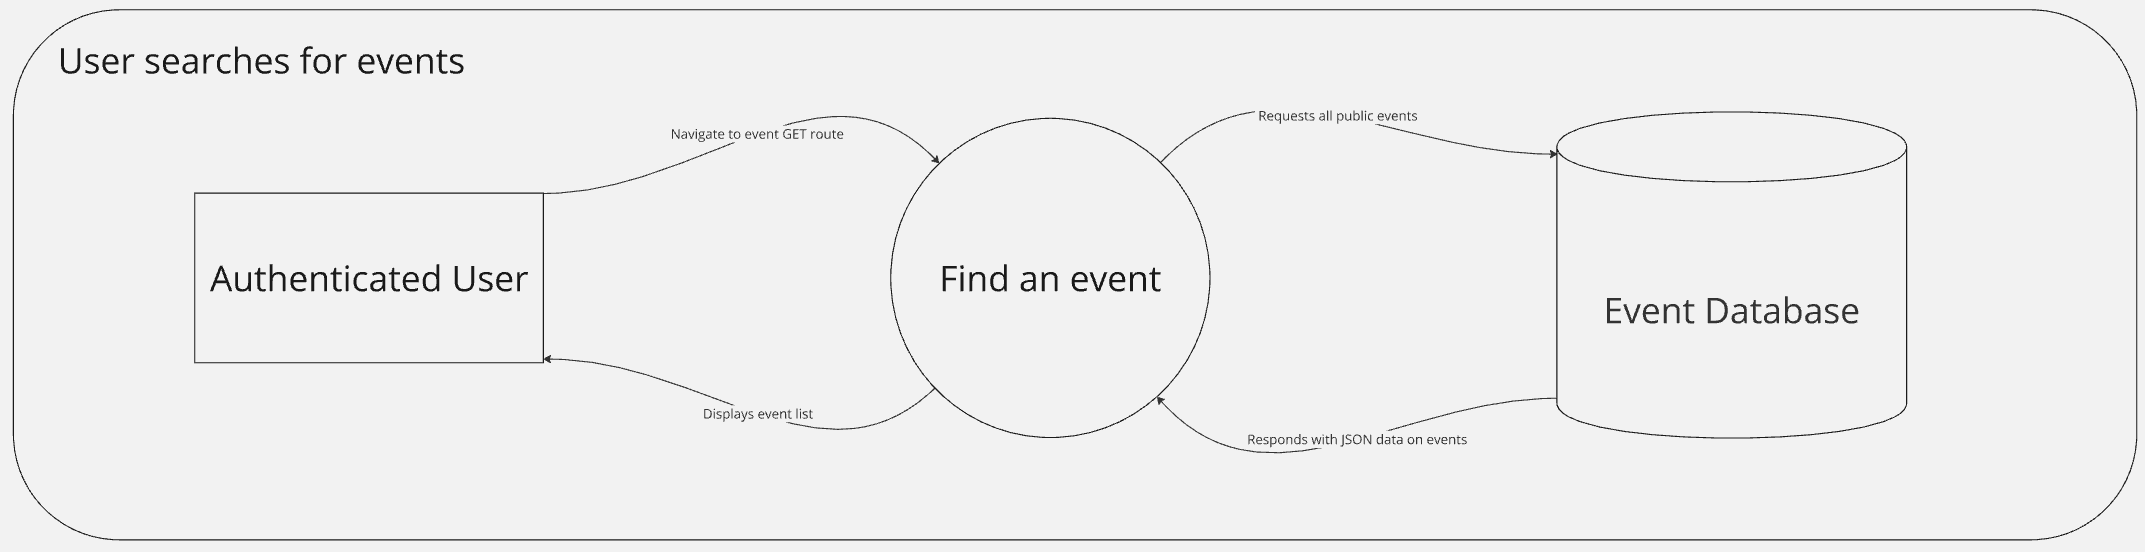 User searches for events
Navigate to event GET route
Requests all public events
Authenticated User
Find an event
Event Database
Displays event list
Responds with JSON data on events